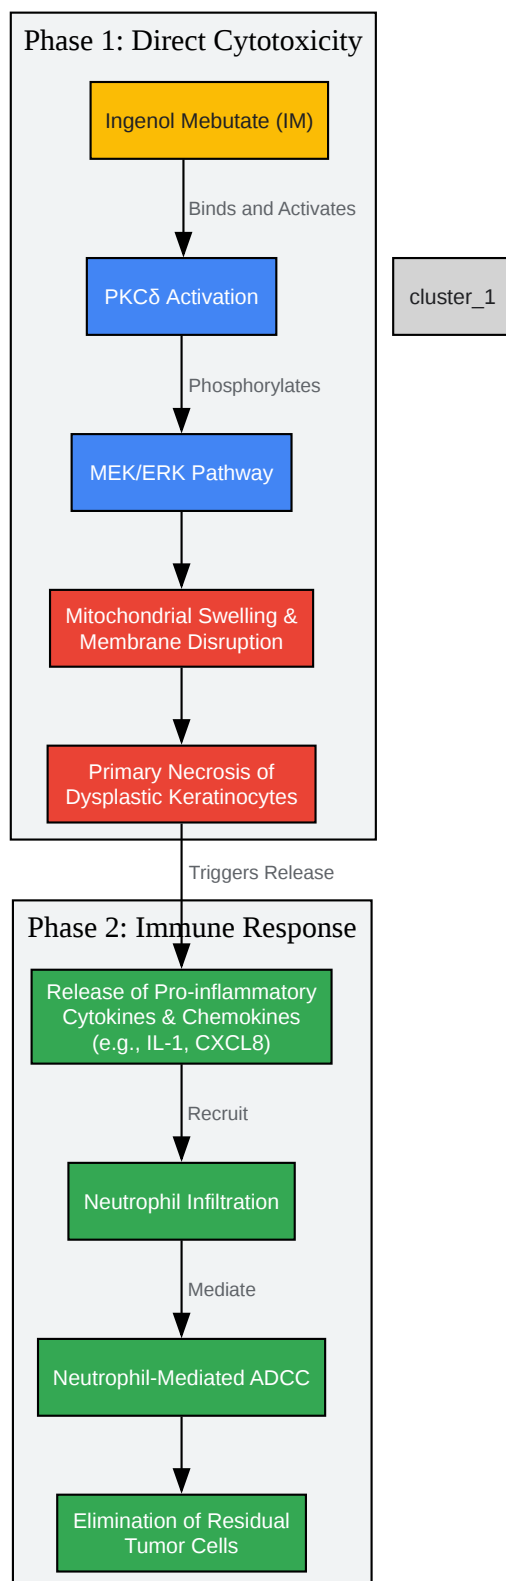 Phase 1: Direct Cytotoxicity
Ingenol Mebutate (IM)
Binds and Activates
PKCδ Activation
cluster_1
Phosphorylates
MEK/ERK Pathway
Mitochondrial Swelling &
Membrane Disruption
Primary Necrosis of
Dysplastic Keratinocytes
Triggers Release
Phase 2: Immune Response
Release of Pro-inflammatory
Cytokines & Chemokines
(e.g., IL-1, CXCL8)
Recruit
Neutrophil Infiltration
Mediate
Neutrophil-Mediated ADCC
Elimination of Residual
Tumor Cells